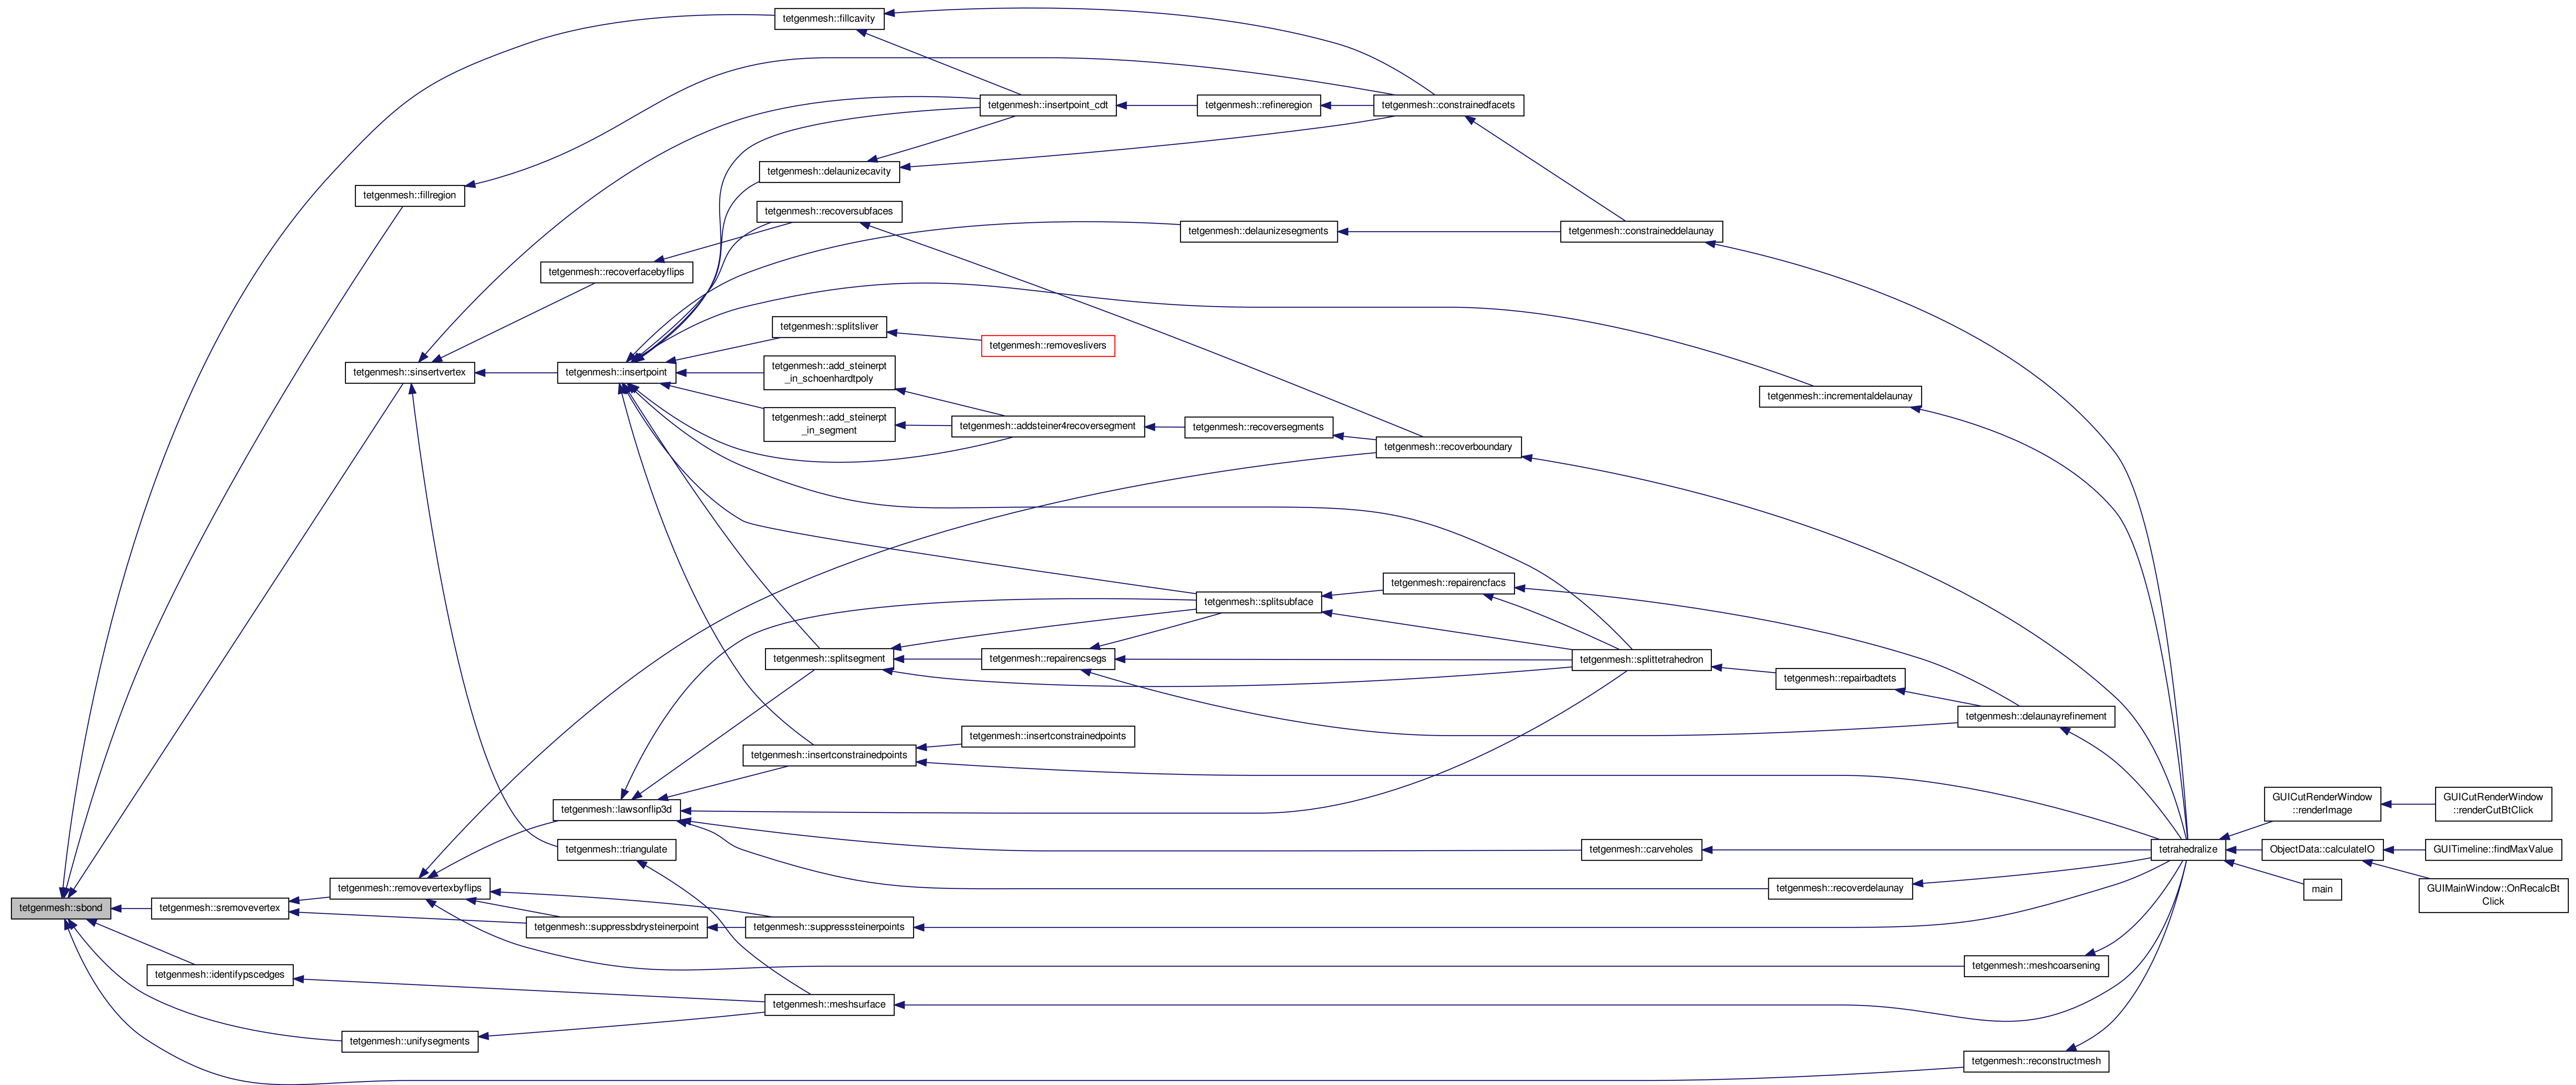 tetgenmesh::fillcavity
tetgenmesh::insertpoint_cdt
tetgenmesh::refineregion
tetgenmesh::constrainedfacets
tetgenmesh::delaunizecavity
tetgenmesh::fillregion
tetgenmesh::recoversubfaces
tetgenmesh::delaunizesegments
tetgenmesh::constraineddelaunay
tetgenmesh::recoverfacebyflips
tetgenmesh::splitsliver
tetgenmesh::removeslivers
tetgenmesh::sinsertvertex
tetgenmesh::insertpoint
tetgenmesh::add_steinerpt
_in_schoenhardtpoly
tetgenmesh::incrementaldelaunay
tetgenmesh::add_steinerpt
_in_segment
tetgenmesh::addsteiner4recoversegment
tetgenmesh::recoversegments
tetgenmesh::recoverboundary
tetgenmesh::repairencfacs
tetgenmesh::splitsubface
tetgenmesh::splitsegment
tetgenmesh::repairencsegs
tetgenmesh::splittetrahedron
tetgenmesh::repairbadtets
tetgenmesh::delaunayrefinement
tetgenmesh::insertconstrainedpoints
tetgenmesh::insertconstrainedpoints
tetgenmesh::lawsonflip3d
GUICutRenderWindow
::renderImage
GUICutRenderWindow
::renderCutBtClick
tetgenmesh::triangulate
tetgenmesh::carveholes
tetrahedralize
ObjectData::calculateIO
GUITimeline::findMaxValue
tetgenmesh::removevertexbyflips
tetgenmesh::recoverdelaunay
main
GUIMainWindow::OnRecalcBt
Click
tetgenmesh::sbond
tetgenmesh::sremovevertex
tetgenmesh::suppressbdrysteinerpoint
tetgenmesh::suppresssteinerpoints
tetgenmesh::identifypscedges
tetgenmesh::meshcoarsening
tetgenmesh::meshsurface
tetgenmesh::unifysegments
tetgenmesh::reconstructmesh